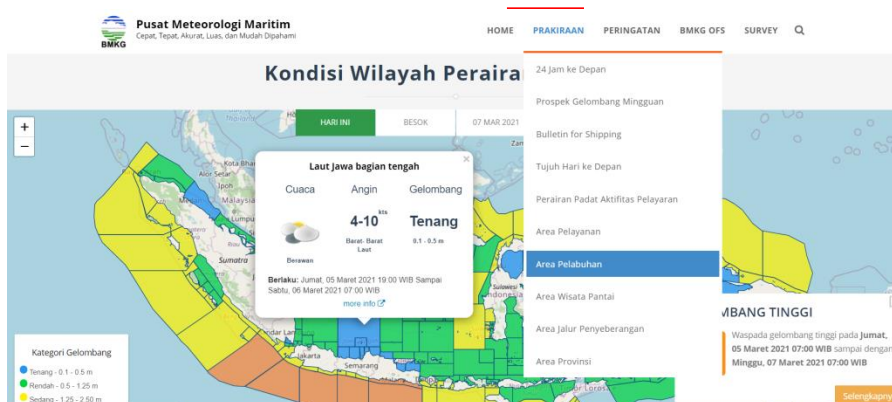 Pusat Meteorologi Maritim
Cepat, Tepat, Akurat, Luas, dan Mudah Dipahami
BMKG
HOME PRAKIRAAN PERINGATAN BMKG OFS SURVEY
Kondisi Wilayah Peraira
24 Jam ke Depan
Prospek Gelombang Mingguan
Bulletin for Shipping
Tujuh Hari ke Depan
Perairan Padat Aktifitas Pelayaran
Area Pelayanan
Area Pelabuhan
Area Wisata Pantai
Area Jalur Penyeberangan
Area Provinsi
+
−
HARI INI BESOK 07 MAR 2021
Thailand
Kota Bha
Alor Setar
Ipoh
Malaysia
Sumatra
Laut Jawa bagian tengah
×
Cuaca Angin Gelombang
4-10 kts Tenang
Berawan
Barat- Barat Laut
0.1 - 0.5 m
Berlaku: Jumat, 05 Maret 2021 19:00 WIB Sampai
Sabtu, 06 Maret 2021 07:00 WIB
more info
Jakarta
Semarang
Kategori Gelombang
Tenang - 0.1 - 0.5 m
Rendah - 0.5 - 1.25 m
Sedang - 1.25 - 2.50 m
MBANG TINGGI
Waspada gelombang tinggi pada Jumat,
05 Maret 2021 07:00 WIB sampai dengan
Minggu, 07 Maret 2021 07:00 WIB
Selengkapny